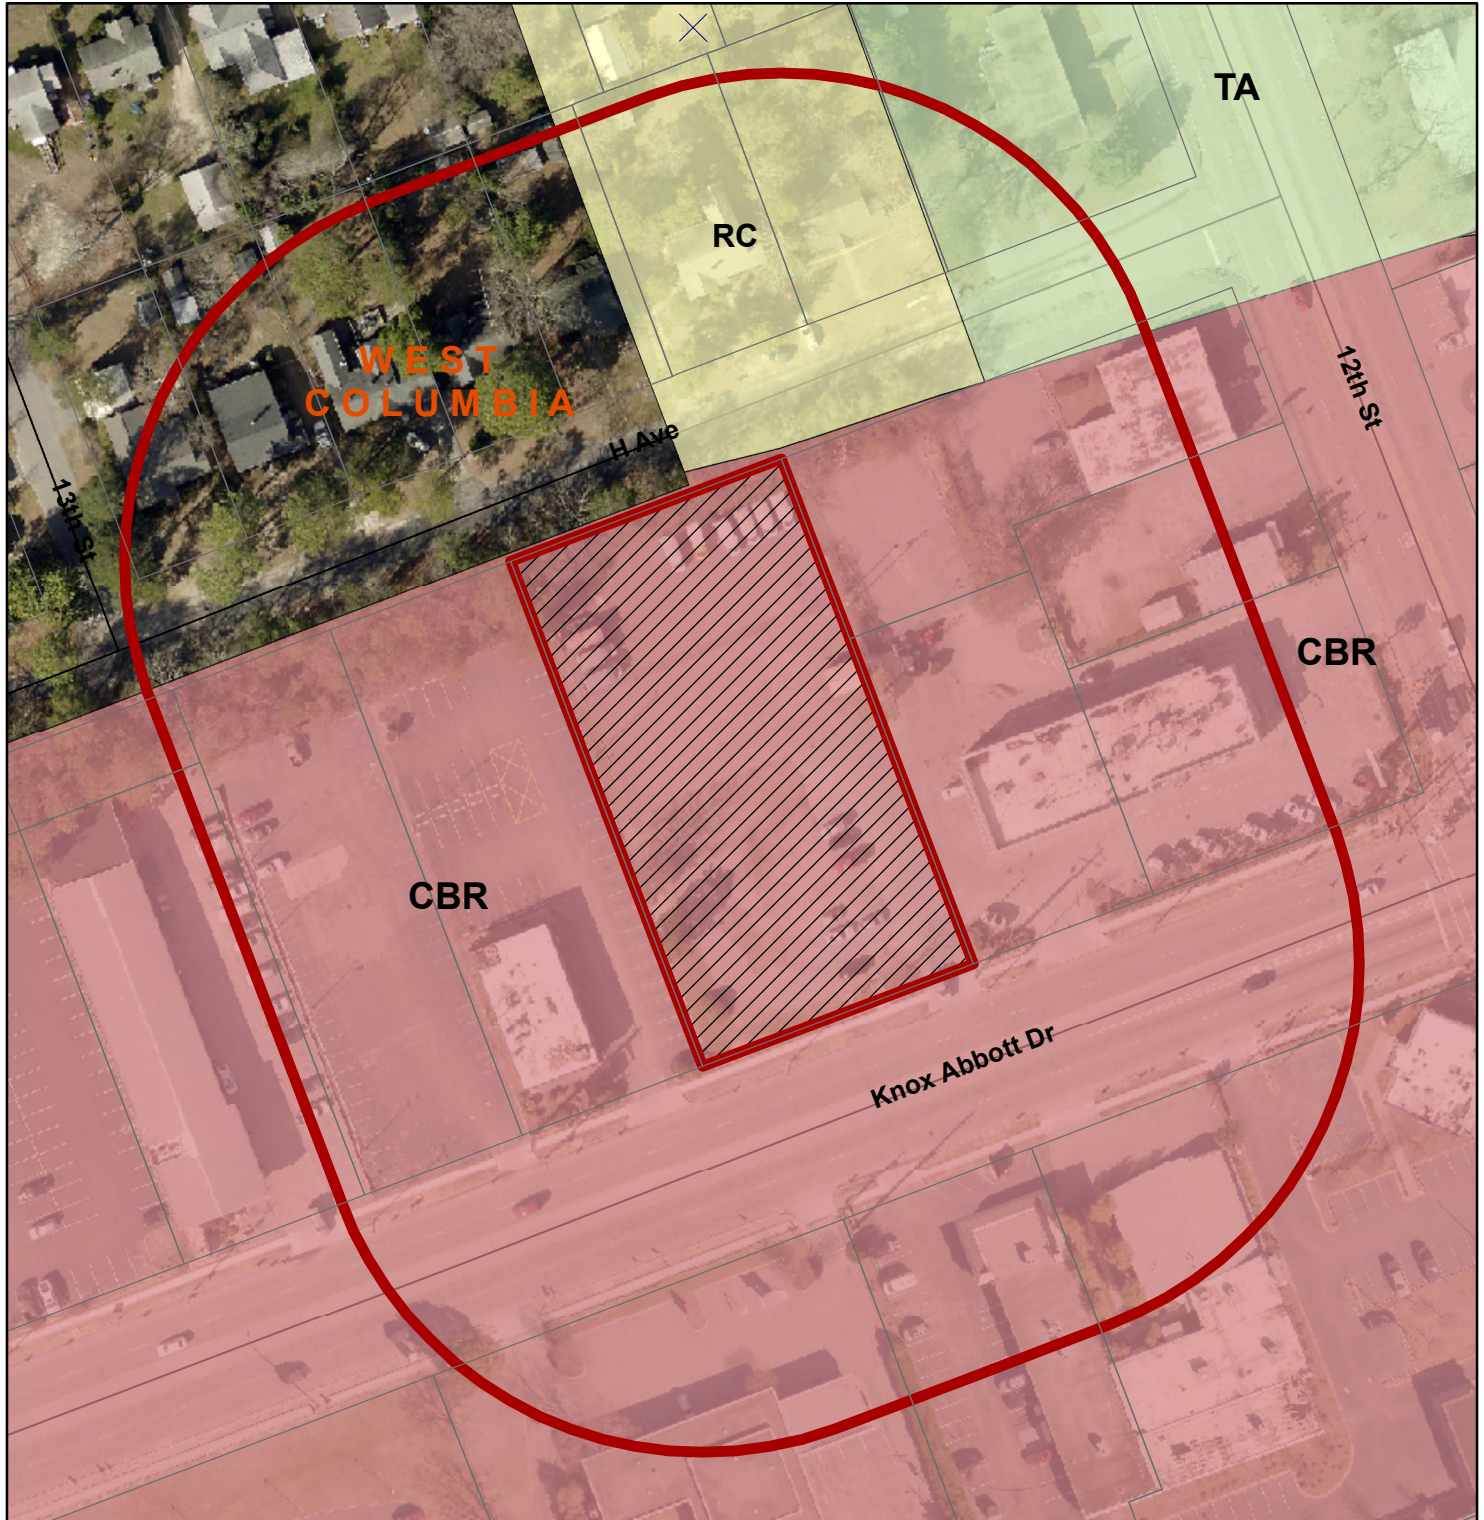 TA
RC
WEST
COLUMBIA
12th St
H Ave
13th St
CBR
CBR
Knox Abbott Dr